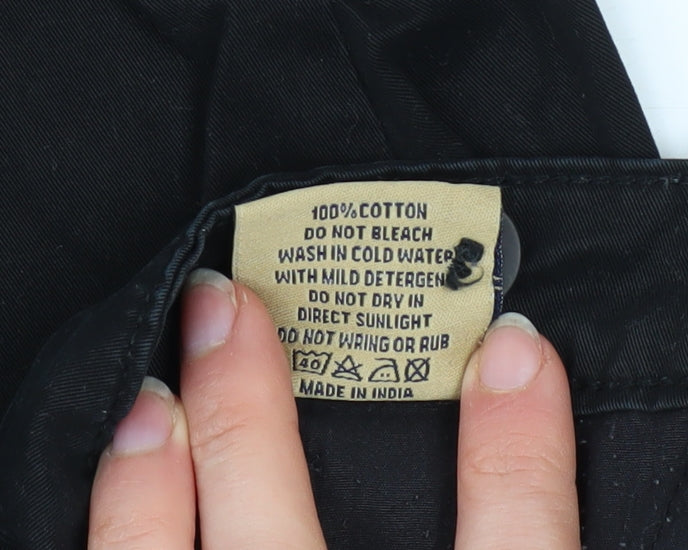 100% COTTON
DO NOT BLEACH
WASH IN COLD WATER
WITH MILD DETERGEN
DO NOT DRY IN
DIRECT SUNLIGHT
DO NOT WRING OR RUB
40
MADE IN INDIA